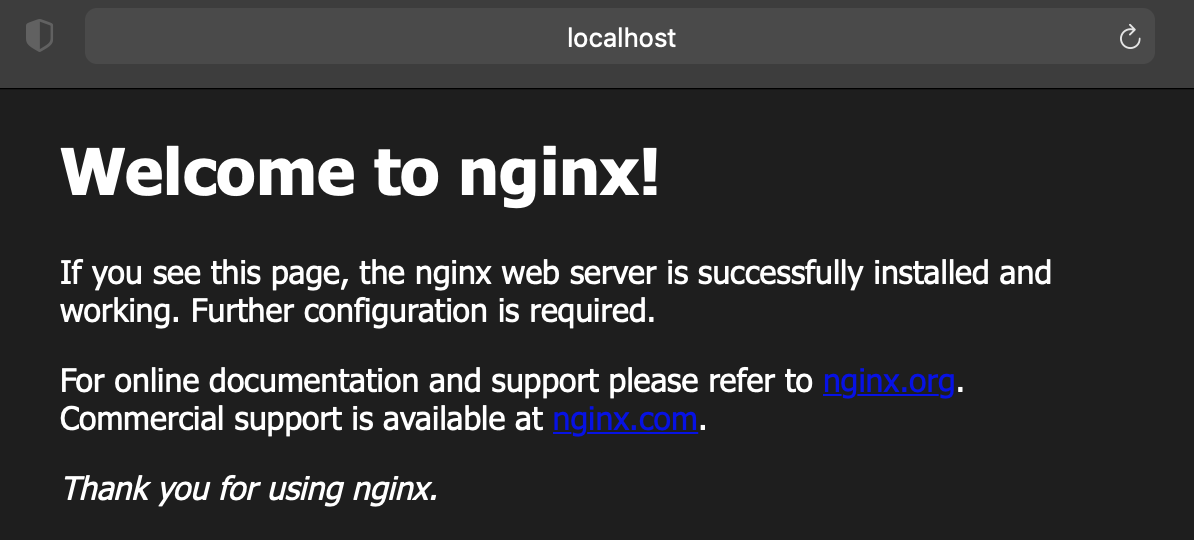 localhost
Welcome to nginx!
If you see this page, the nginx web server is successfully installed and
working. Further configuration is required.
For online documentation and support please refer to nginx.org.
Commercial support is available at nginx.com.
Thank you for using nginx.